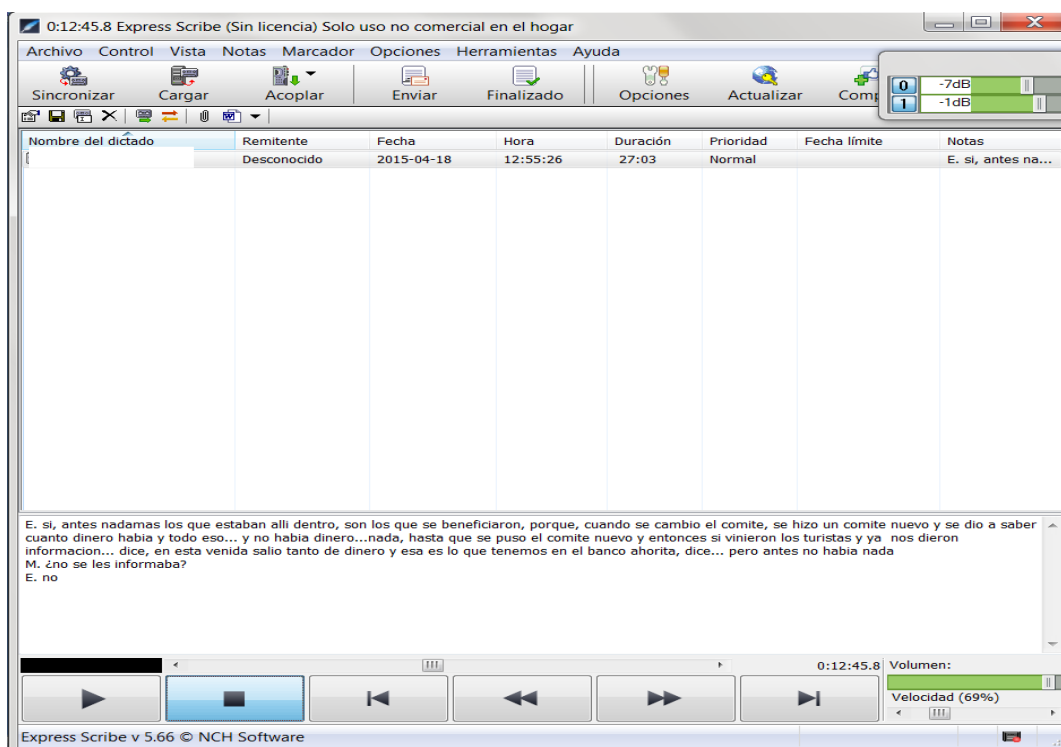 0:12:45.8 Express Scribe (Sin licencia) Solo uso no comercial en el hogar
Archivo Control Vista Notas Marcador Opciones Herramientas Ayuda
Sincronizar Cargar Acoplar Enviar Finalizado Opciones Actualizar
0 -7dB
1 -1dB
Nombre del dictado Remitente Fecha Hora Duración Prioridad Fecha límite Notas
Desconocido 2015-04-18 12:55:26 27:03 Normal E. si, antes na...
E. si, antes nadamas los que estaban alli dentro, son los que se beneficiaron, porque, cuando se cambio el comite, se hizo un comite nuevo y se dio a saber
cuanto dinero habia y todo eso... y no habia dinero...nada, hasta que se puso el comite nuevo y entonces si vinieron los turistas y ya nos dieron
informacion... dice, en esta venida salio tanto de dinero y esa es lo que tenemos en el banco ahorita, dice... pero antes no habia nada
M. ¿no se les informaba?
E. no
0:12:45.8 Volumen:
Velocidad (69%)
Express Scribe v 5.66 © NCH Software